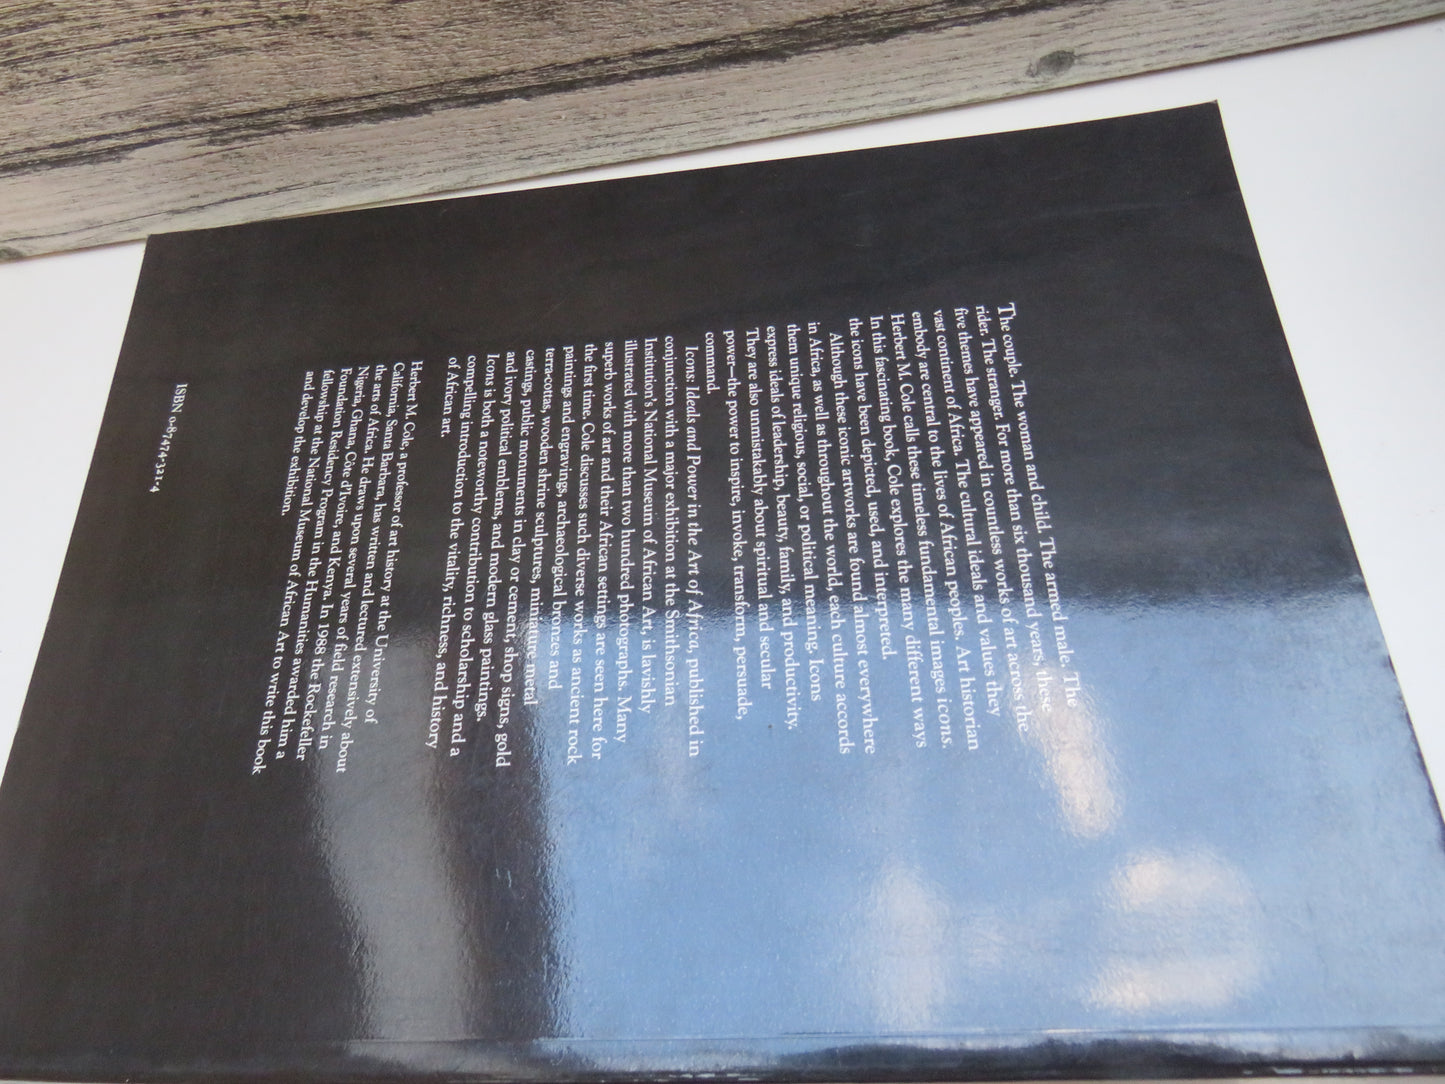 The couple. The woman and child. The armed male. The
rider. The stranger. For more than six thousand years, these
five themes have appeared in countless works of art across the
vast continent of Africa. The cultural ideals and values they
embody are central to the lives of African peoples. Art historian
Herbert M. Cole calls these timeless fundamental images icons.
In this fascinating book, Cole explores the many different ways
the icons have been depicted, used, and interpreted.
Although these iconic artworks are found almost everywhere
in Africa, as well as throughout the world, each culture accords
them unique religious, social, or political meaning. Icons
express ideals of leadership, beauty, family, and productivity.
They are also unmistakably about spiritual and secular
power—the power to inspire, invoke, transform, persuade,
command.
Icons: Ideals and Power in the Art of Africa, published in
conjunction with a major exhibition at the Smithsonian
Institution's National Museum of African Art, is lavishly
illustrated with more than two hundred photographs. Many
superb works of art and their African settings are seen here for
the first time. Cole discusses such diverse works as ancient rock
paintings and engravings, archaeological bronzes and
terra-cottas, wooden shrine sculptures, miniature metal
castings, public monuments in clay or cement, shop signs, gold
and ivory political emblems, and modern glass paintings.
Icons is both a noteworthy contribution to scholarship and a
compelling introduction to the vitality, richness, and history
of African art.
Herbert M. Cole, a professor of art history at the University of
California, Santa Barbara, has written and lectured extensively about
the arts of Africa. He draws upon several years of field research in
Nigeria, Ghana, Côte d'Ivoire, and Kenya. In 1988 the Rockefeller
Foundation Residency Program in the Humanities awarded him a
fellowship at the National Museum of African Art to write this book
and develop the exhibition.
ISBN 0-87474-331-4